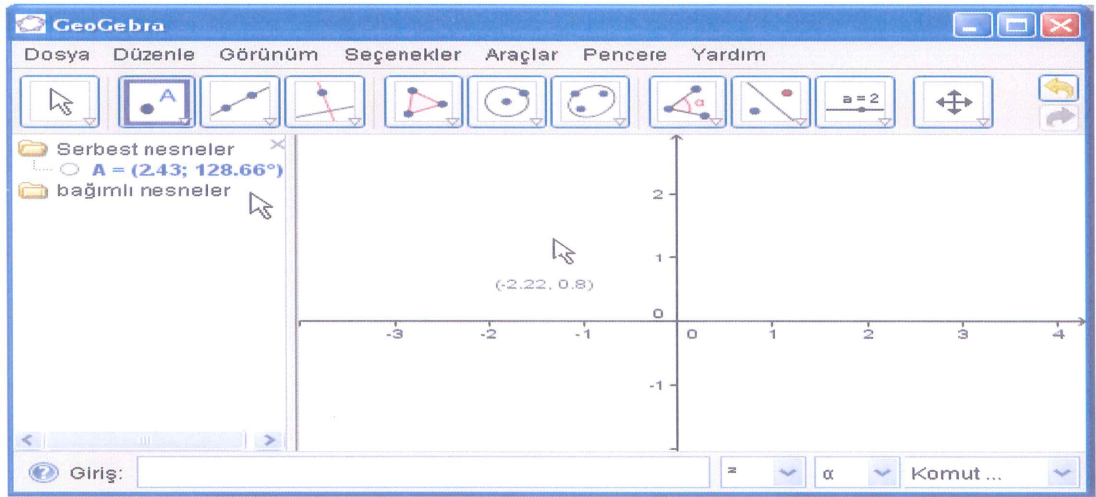 GeoGebra
Dosya Düzenle Görünüm Seçenekler Araçlar Pencere Yardım
A α a = 2
Serbest nesneler
A = (2.43; 128.66°)
bağımlı nesneler
2
1
(-2.22, 0.8)
0
-3 -2 -1 0 1 2 3 4
-1
Giriş: α Komut ...